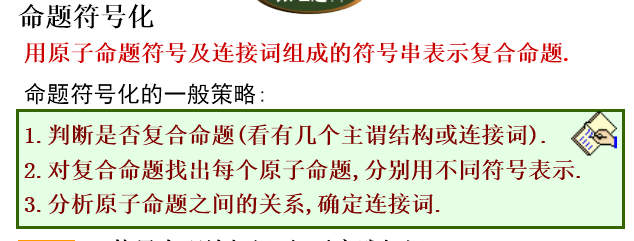 命题符号化
用原子命题符号及连接词组成的符号串表示复合命题.
命题符号化的一般策略:
1.判断是否复合命题(看有几个主谓结构或连接词).
2.对复合命题找出每个原子命题,分别用不同符号表示.
3.分析原子命题之间的关系,确定连接词.